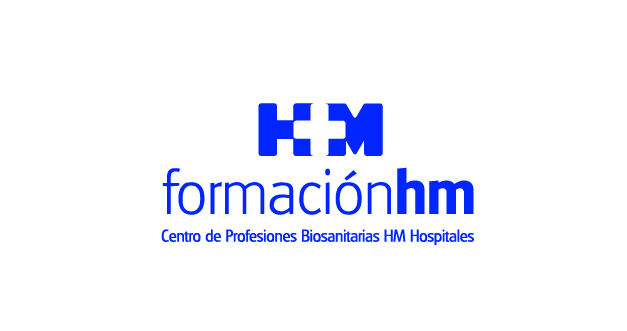 HM
formaciónhm
Centro de Profesiones Biosanitarias HM Hospitales